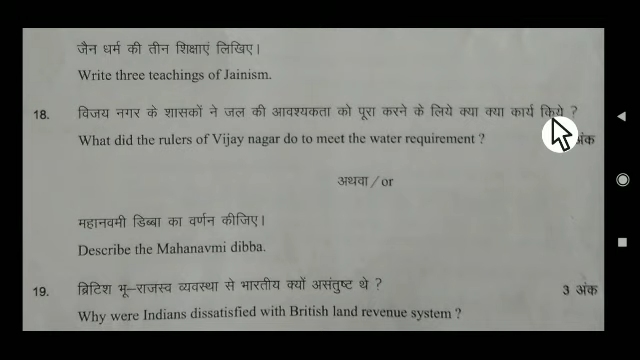 जैन धर्म की तीन शिक्षाएं लिखिए।
Write three teachings of Jainism.
18. विजय नगर के शासकों ने जल की आवश्यकता को पूरा करने के लिये क्या क्या कार्य किये ?
What did the rulers of Vijay nagar do to meet the water requirement ? अंक
अथवा / or
महानवमी डिब्बा का वर्णन कीजिए।
Describe the Mahanavmi dibba.
19. ब्रिटिश भू–राजस्व व्यवस्था से भारतीय क्यों असंतुष्ट थे ? 3 अंक
Why were Indians dissatisfied with British land revenue system ?